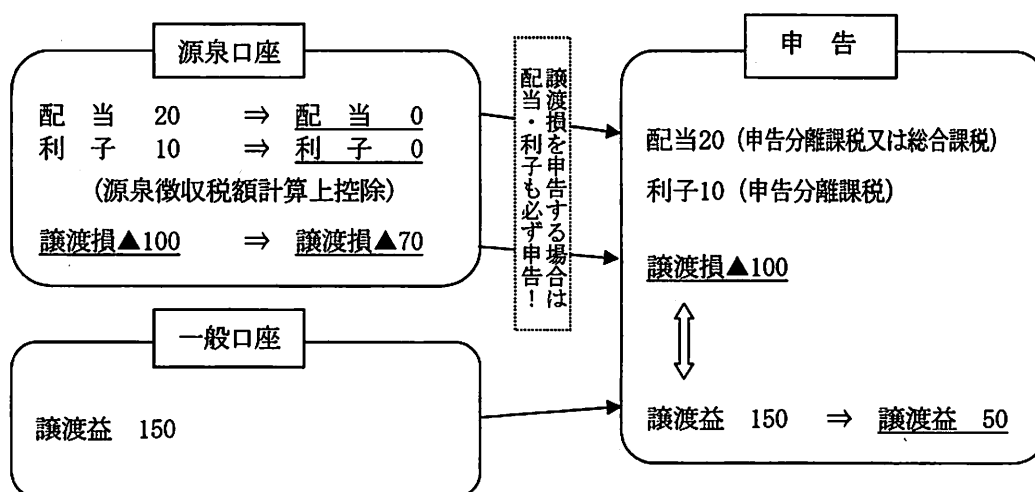 源泉口座
配 当 20 ⇒ 配 当 0
利 子 10 ⇒ 利 子 0
(源泉徴収税額計算上控除)
譲渡損▲100 ⇒ 譲渡損▲70
一般口座
譲渡益 150
譲渡損を申告する場合は
配当・利子も必ず申告!
申 告
配当20 (申告分離課税又は総合課税)
利子10 (申告分離課税)
譲渡損▲100
譲渡益 150 ⇒ 譲渡益 50